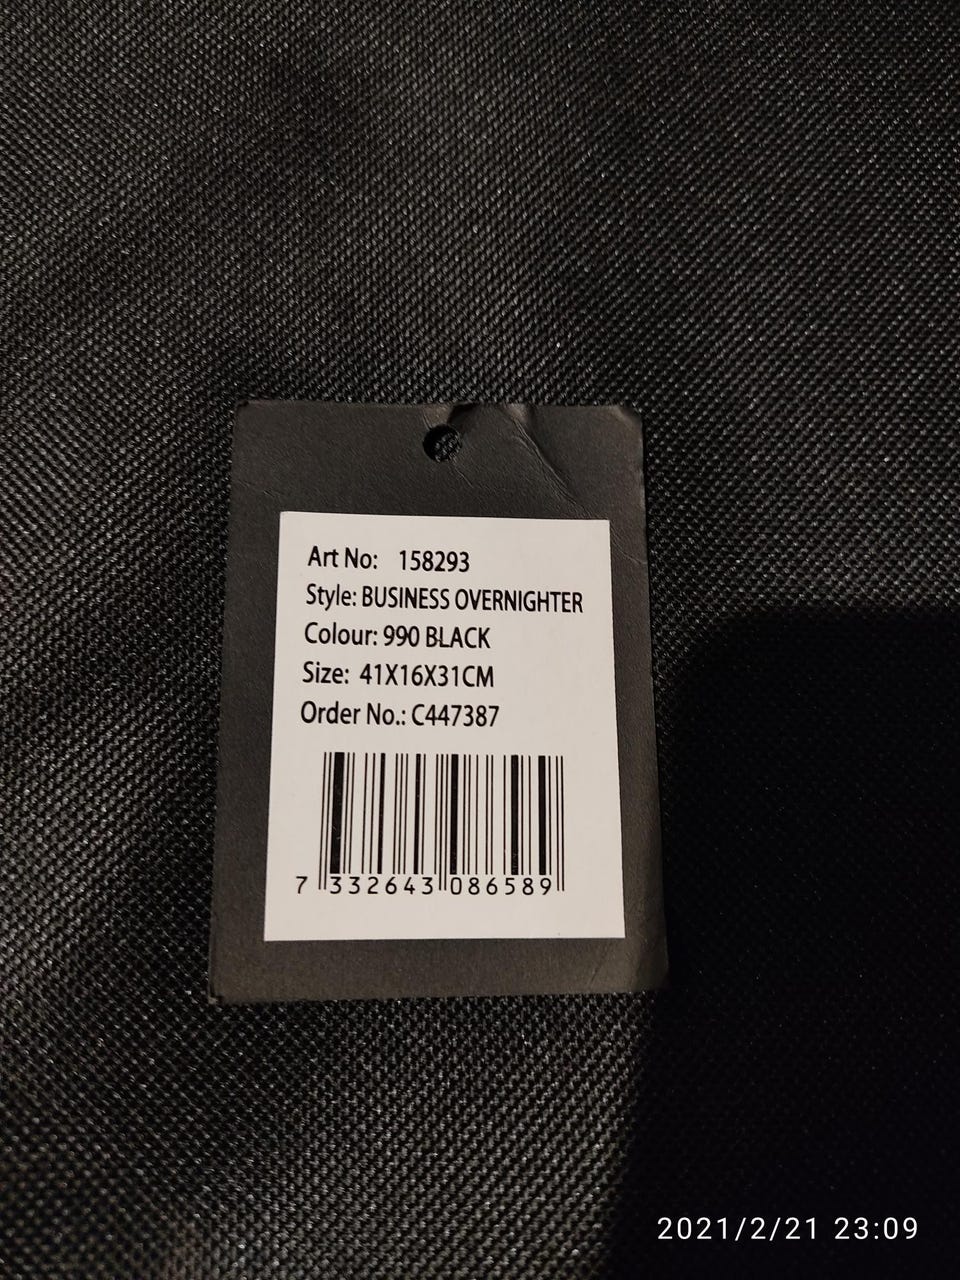 Art No: 158293
Style: BUSINESS OVERNIGHTER
Colour: 990 BLACK
Size: 41X16X31CM
Order No.: C447387
7 332643 086589
2021/2/21 23:09